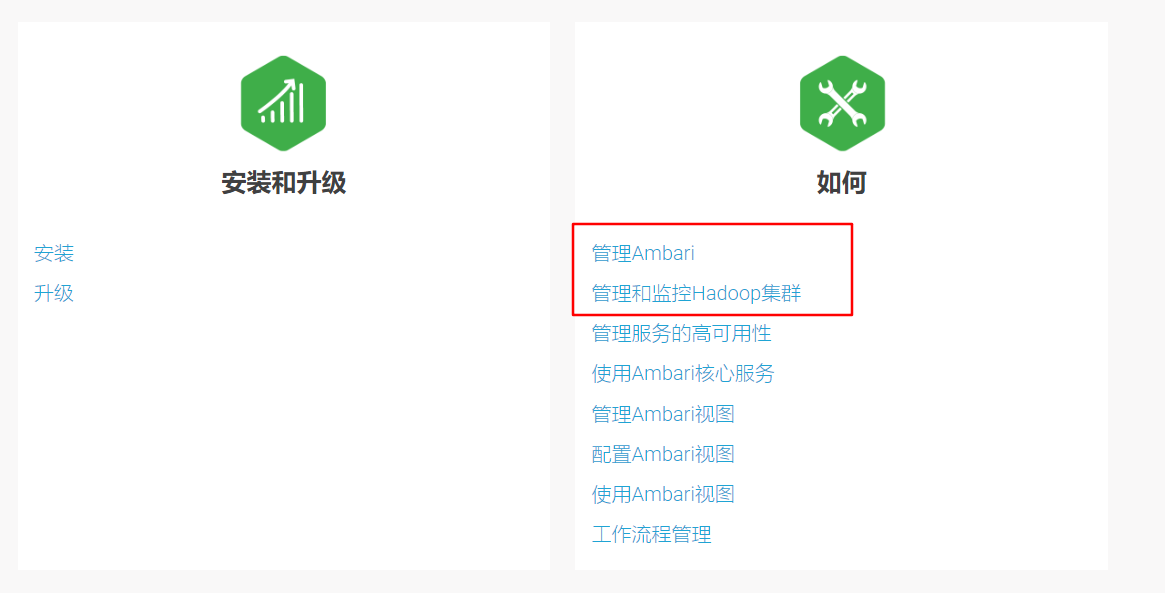 安装和升级
安装
升级
如何
管理Ambari
管理和监控Hadoop集群
管理服务的高可用性
使用Ambari核心服务
管理Ambari视图
配置Ambari视图
使用Ambari视图
工作流程管理